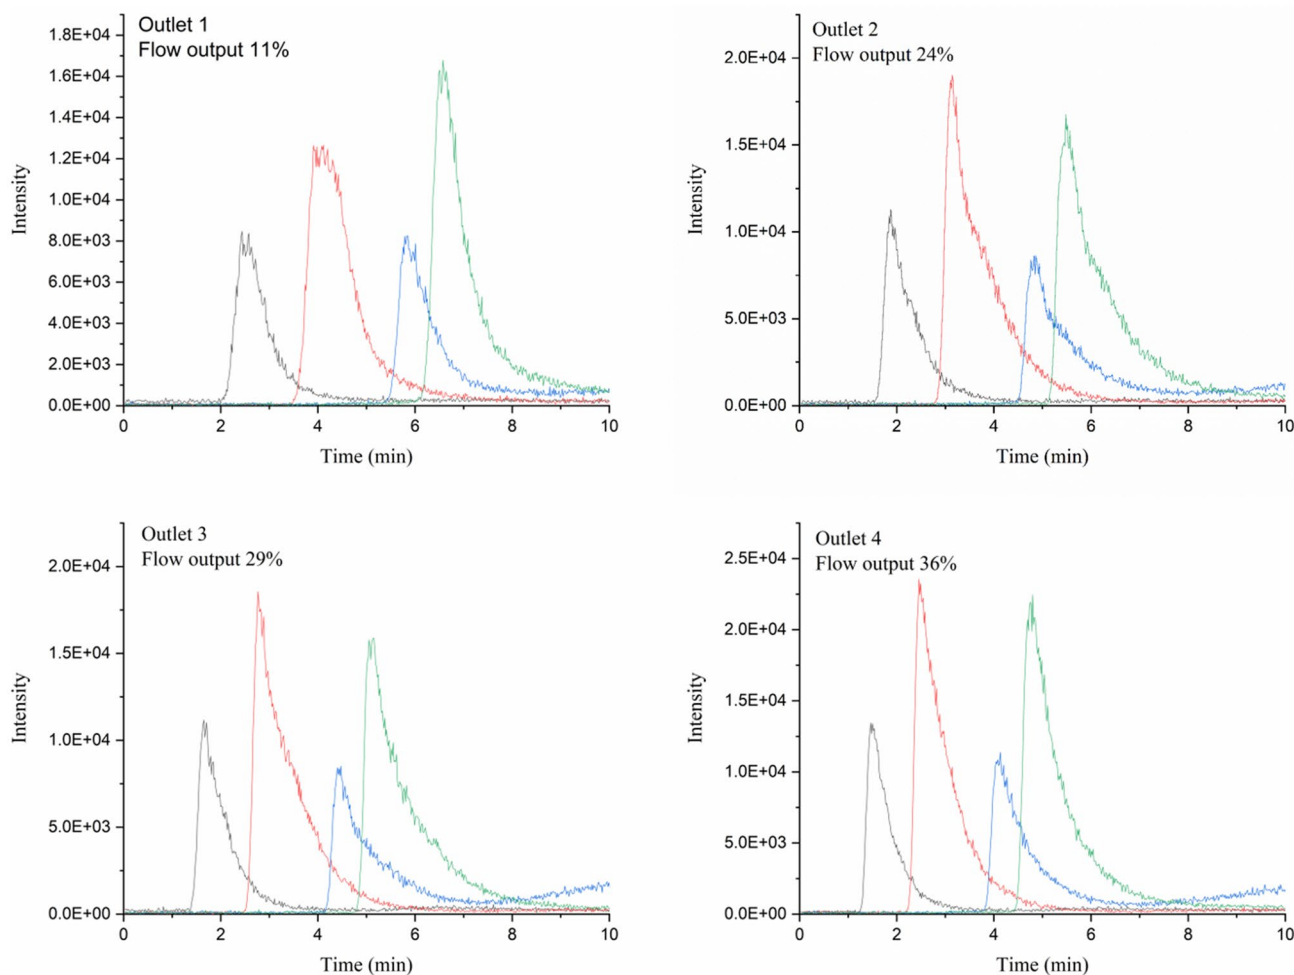 Outlet 1
Flow output 11%
1.8E+04
1.6E+04
1.4E+04
1.2E+04
1.0E+04
8.0E+03
6.0E+03
4.0E+03
2.0E+03
0.0E+00
Intensity
0 2 4 6 8 10
Time (min)
Outlet 2
Flow output 24%
2.0E+04
1.5E+04
1.0E+04
5.0E+03
0.0E+00
Intensity
0 2 4 6 8 10
Time (min)
Outlet 3
Flow output 29%
2.0E+04
1.5E+04
1.0E+04
5.0E+03
0.0E+00
Intensity
0 2 4 6 8 10
Time (min)
Outlet 4
Flow output 36%
2.5E+04
2.0E+04
1.5E+04
1.0E+04
5.0E+03
0.0E+00
Intensity
0 2 4 6 8 10
Time (min)